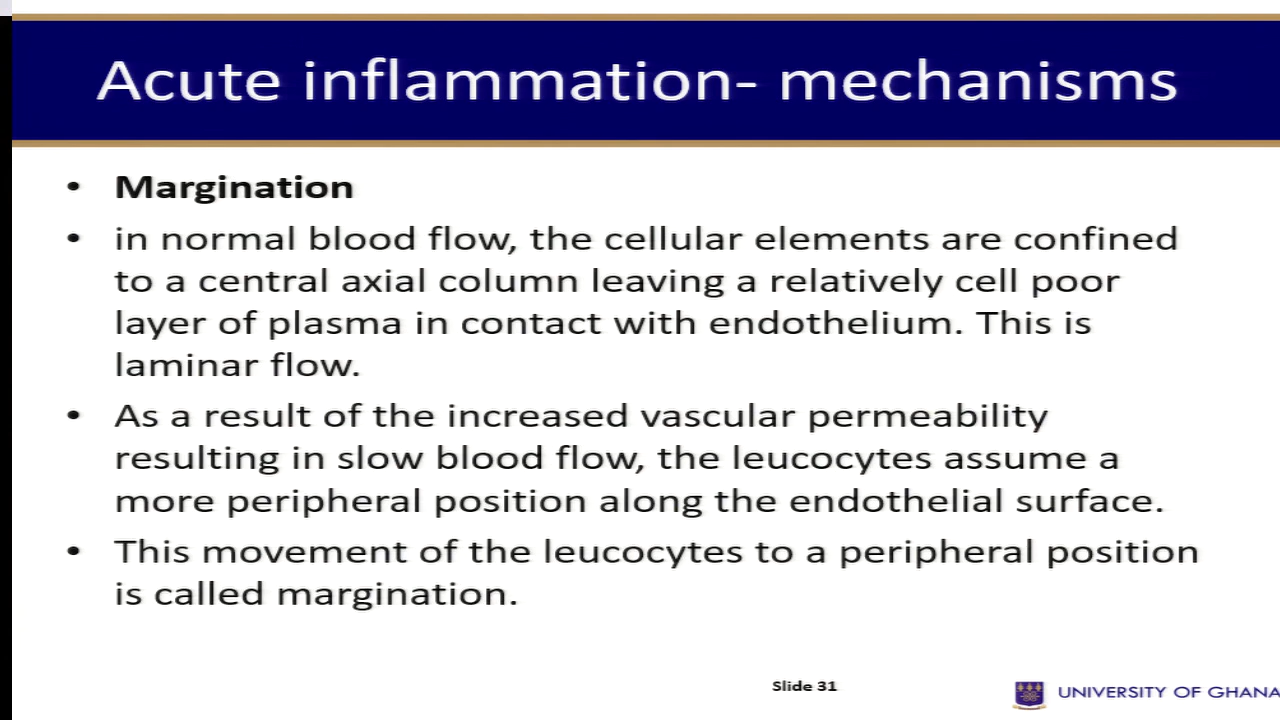 Acute inflammation- mechanisms
• Margination
• in normal blood flow, the cellular elements are confined
to a central axial column leaving a relatively cell poor
layer of plasma in contact with endothelium. This is
laminar flow.
• As a result of the increased vascular permeability
resulting in slow blood flow, the leucocytes assume a
more peripheral position along the endothelial surface.
• This movement of the leucocytes to a peripheral position
is called margination.
Slide 31
UNIVERSITY OF GHANA